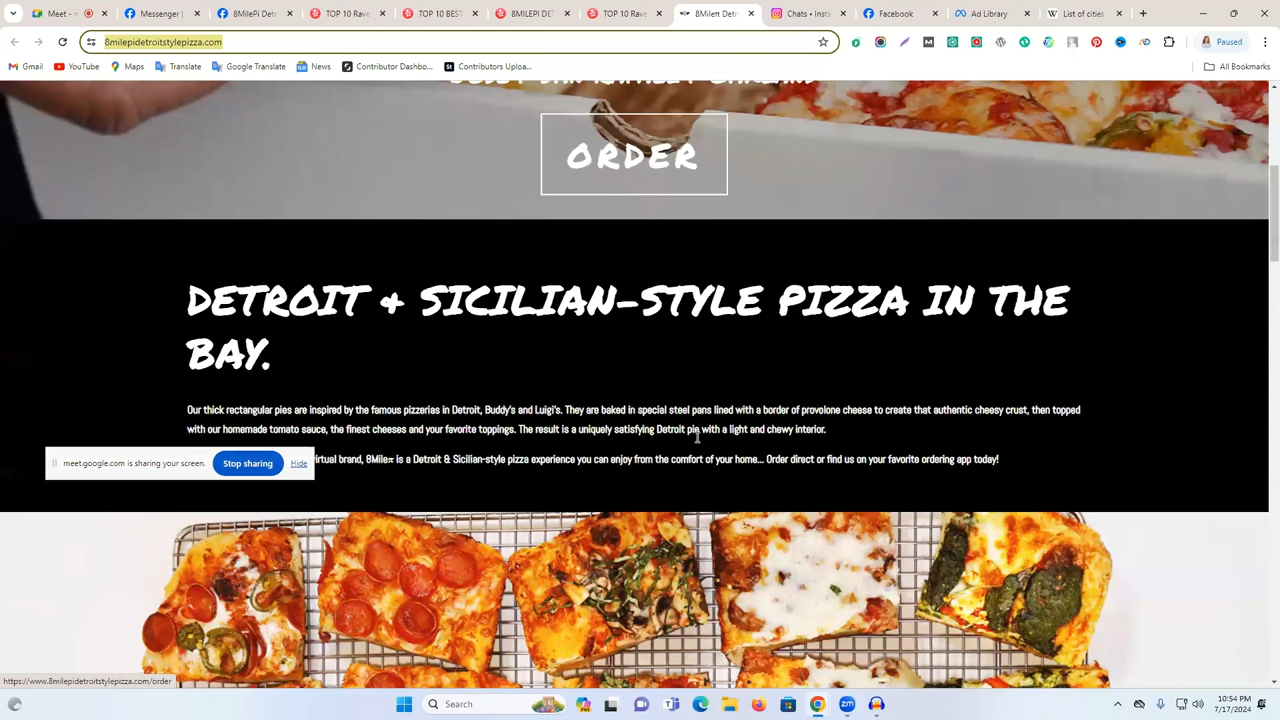 Meet -
Messenger |
8MilePi Detr
TOP 10 Rave
TOP 10 BEST
8MILEPI DET
TOP 10 Rave
8Mileπ Detr
Chats • Insta
Facebook
Ad Library
List of cities
8milepidetroitstylepizza.com
Paused
Gmail
YouTube
Maps
Translate
Google Translate
News
Contributor Dashbo...
Contributors Uploa...
All Bookmarks
ORDER
DETROIT & SICILIAN-STYLE PIZZA IN THE
BAY.
Our thick rectangular pies are inspired by the famous pizzerias in Detroit, Buddy's and Luigi's. They are baked in special steel pans lined with a border of provolone cheese to create that authentic cheesy crust, then topped
with our homemade tomato sauce, the finest cheeses and your favorite toppings. The result is a uniquely satisfying Detroit pie with a light and chewy interior.
virtual brand, 8Mileπ is a Detroit & Sicilian-style pizza experience you can enjoy from the comfort of your home... Order direct or find us on your favorite ordering app today!
meet.google.com is sharing your screen.
Stop sharing
Hide
https://www.8milepidetroitstylepizza.com/order
Search
10:54 PM
7/17/2024